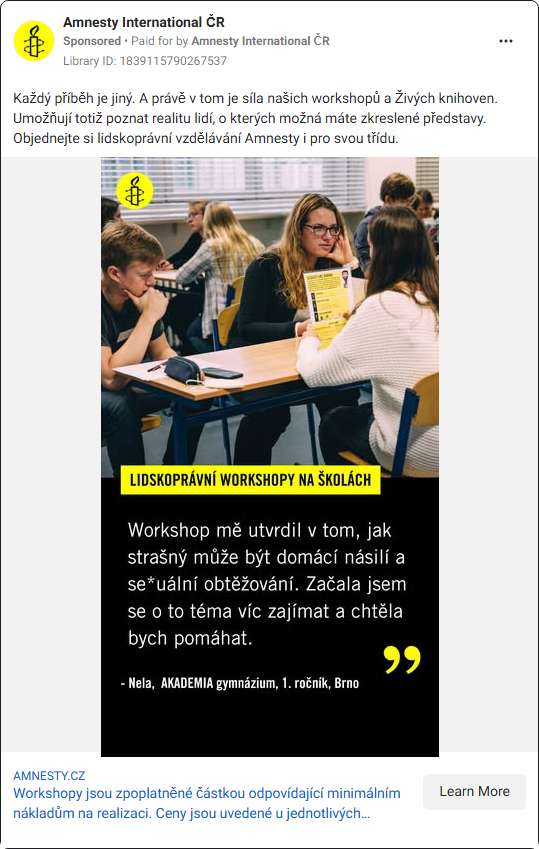 Amnesty International ČR
Sponsored • Paid for by Amnesty International ČR
Library ID: 1839115790267537
Každý příběh je jiný. A právě v tom je síla našich workshopů a Živých knihoven.
Umožňují totiž poznat realitu lidí, o kterých možná máte zkreslené představy.
Objednejte si lidskoprávní vzdělávání Amnesty i pro svou třídu.
LIDSKOPRÁVNÍ WORKSHOPY NA ŠKOLÁCH
Workshop mě utvrdil v tom, jak
strašný může být domácí násilí a
se*uální obtěžování. Začala jsem
se o to téma víc zajímat a chtěla
bych pomáhat.
”
- Nela, AKADEMIA gymnázium, 1. ročník, Brno
AMNESTY.CZ
Workshopy jsou zpoplatněné částkou odpovídající minimálním
nákladům na realizaci. Ceny jsou uvedené u jednotlivých...
Learn More